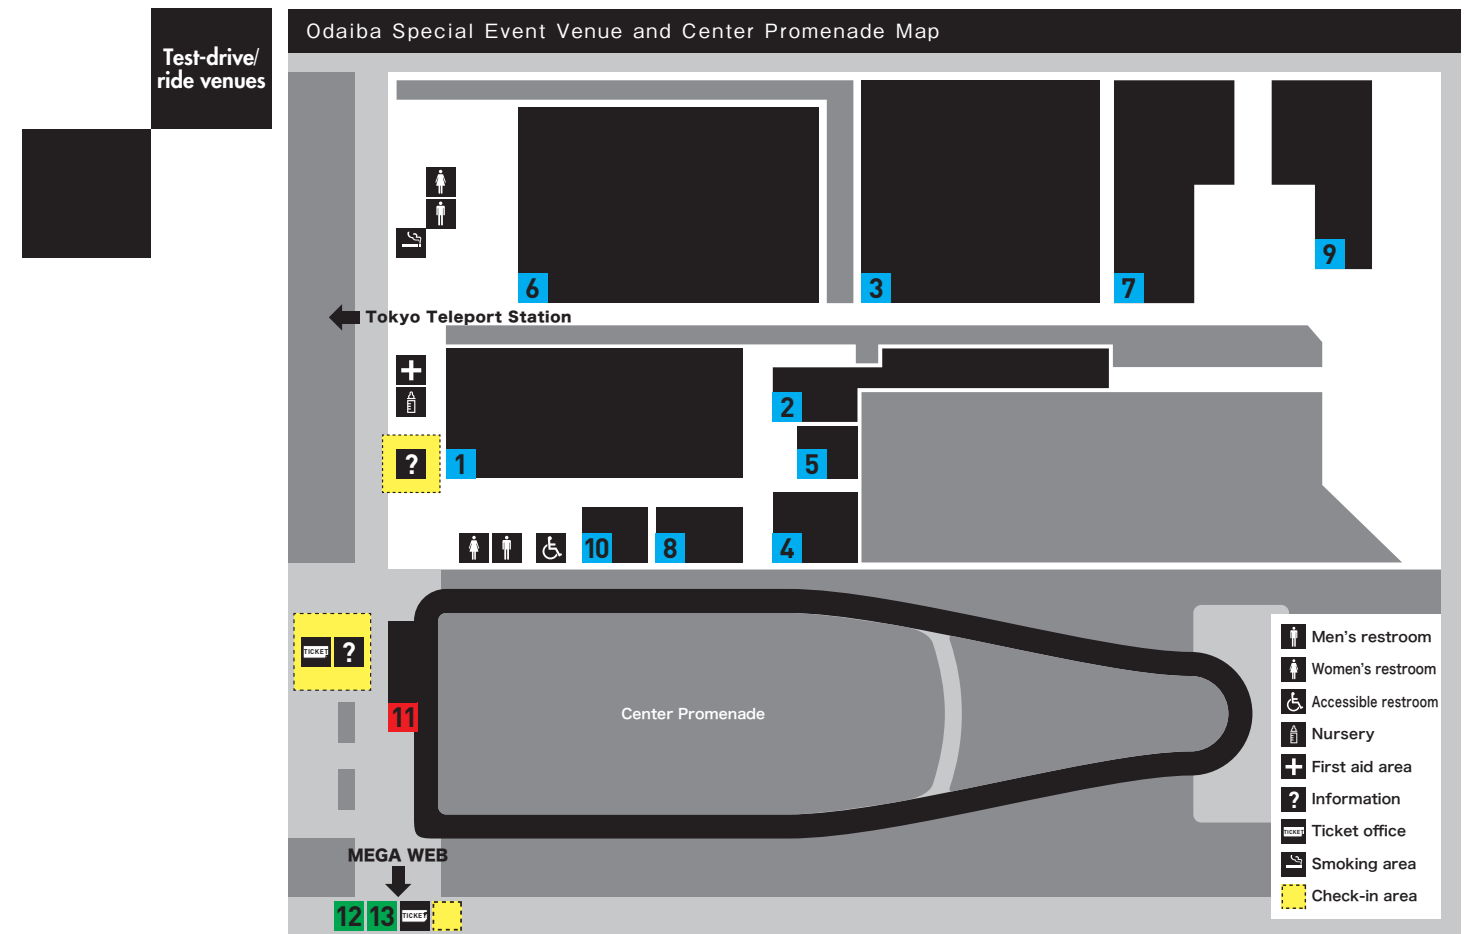 Test-drive/
ride venues
Odaiba Special Event Venue and Center Promenade Map
6
3
7
9
Tokyo Teleport Station
2
?
1
5
10
8
4
TICKET
?
11
Center Promenade
Men's restroom
Women's restroom
Accessible restroom
Nursery
First aid area
?
Information
TICKET
Ticket office
Smoking area
Check-in area
MEGA WEB
12
13
TICKET